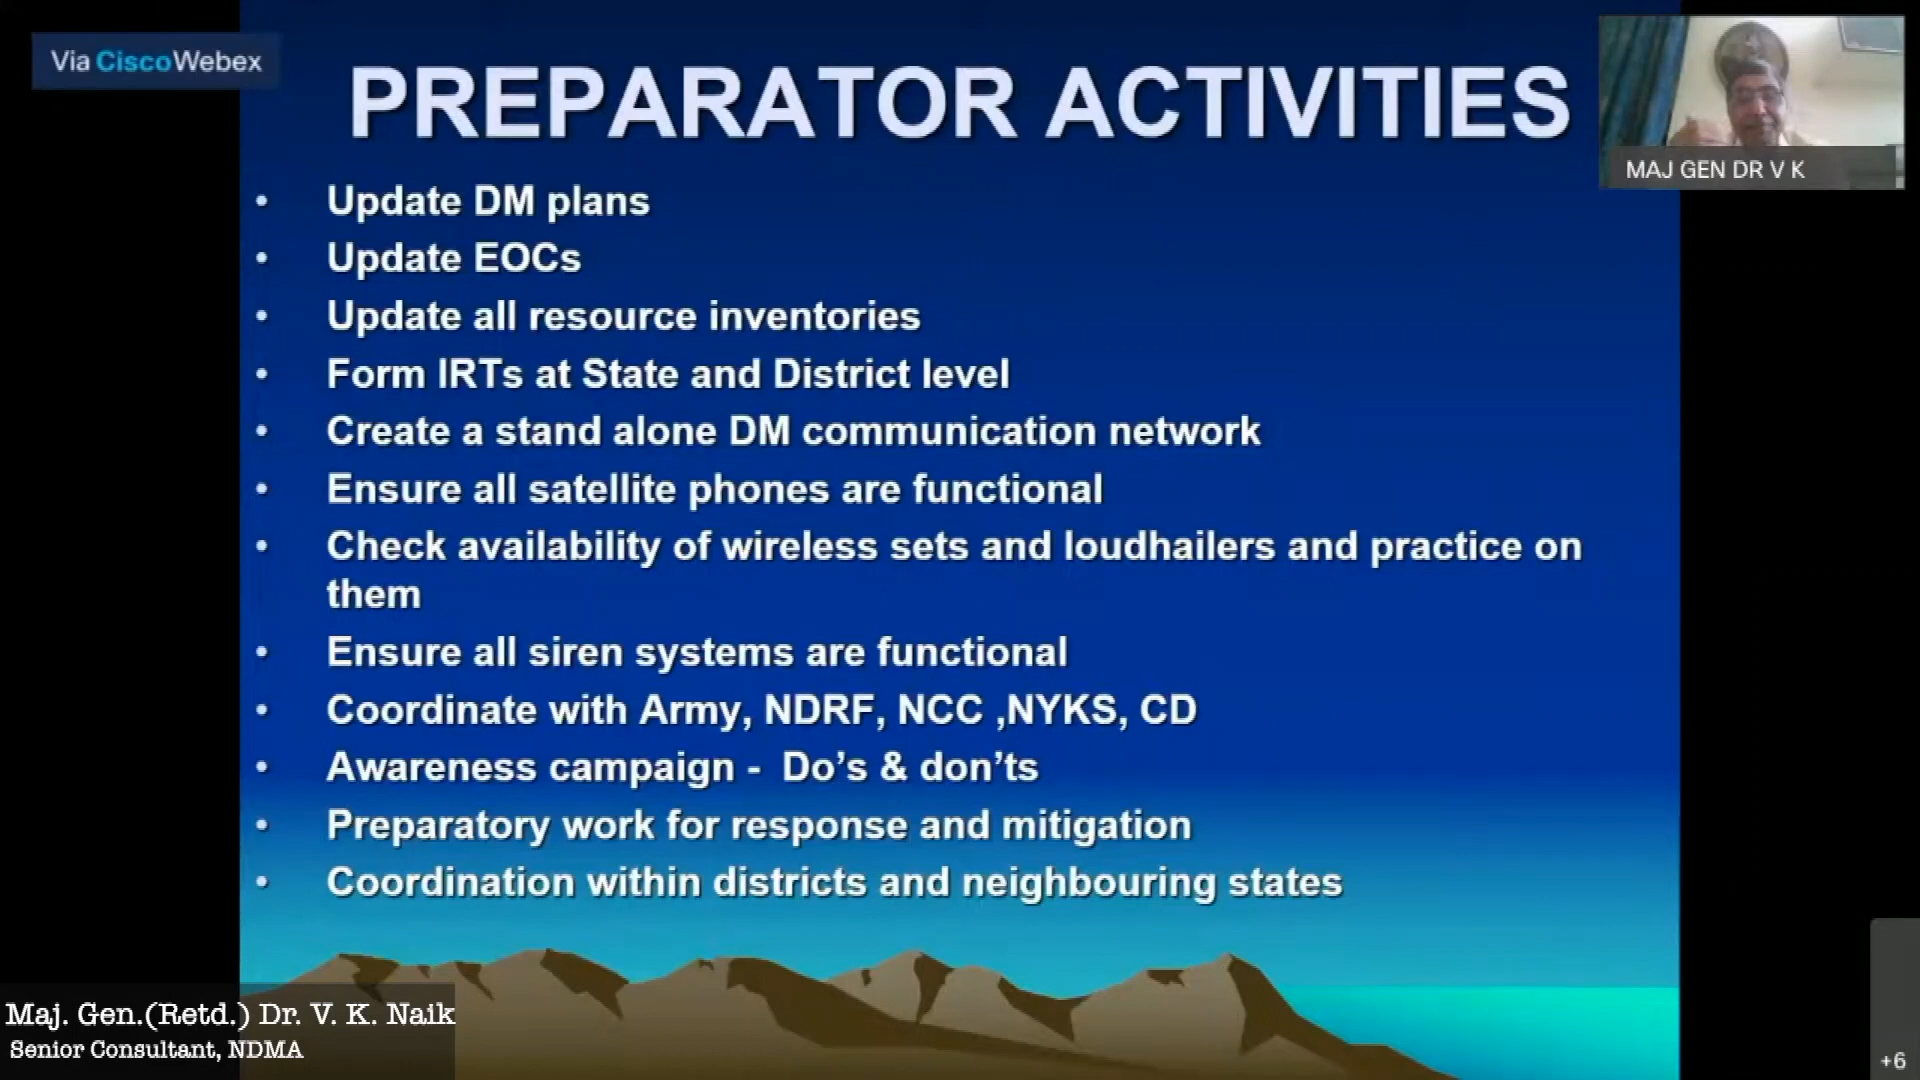 Via CiscoWebex
PREPARATOR ACTIVITIES
MAJ GEN DR V K
• Update DM plans
• Update EOCs
• Update all resource inventories
• Form IRTs at State and District level
• Create a stand alone DM communication network
• Ensure all satellite phones are functional
• Check availability of wireless sets and loudhailers and practice on
them
• Ensure all siren systems are functional
• Coordinate with Army, NDRF, NCC ,NYKS, CD
• Awareness campaign - Do’s & don’ts
• Preparatory work for response and mitigation
• Coordination within districts and neighbouring states
Maj. Gen.(Retd.) Dr. V. K. Naik
Senior Consultant, NDMA
+6